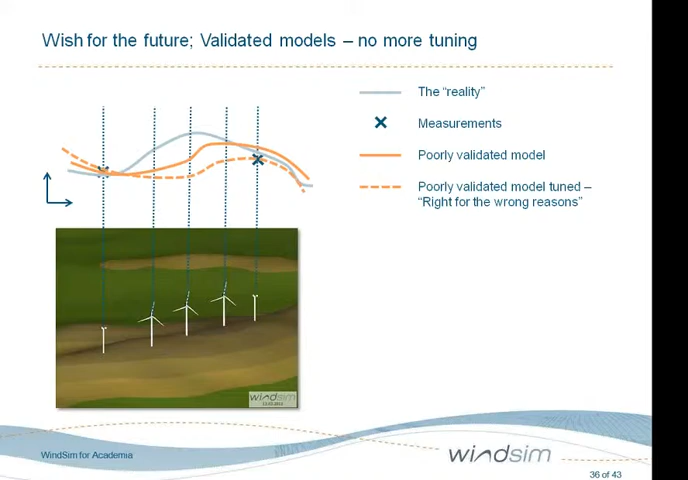 Wish for the future; Validated models – no more tuning
The “reality”
Measurements
Poorly validated model
Poorly validated model tuned –
“Right for the wrong reasons”
windsim
WindSim for Academia
windsim
36 of 43